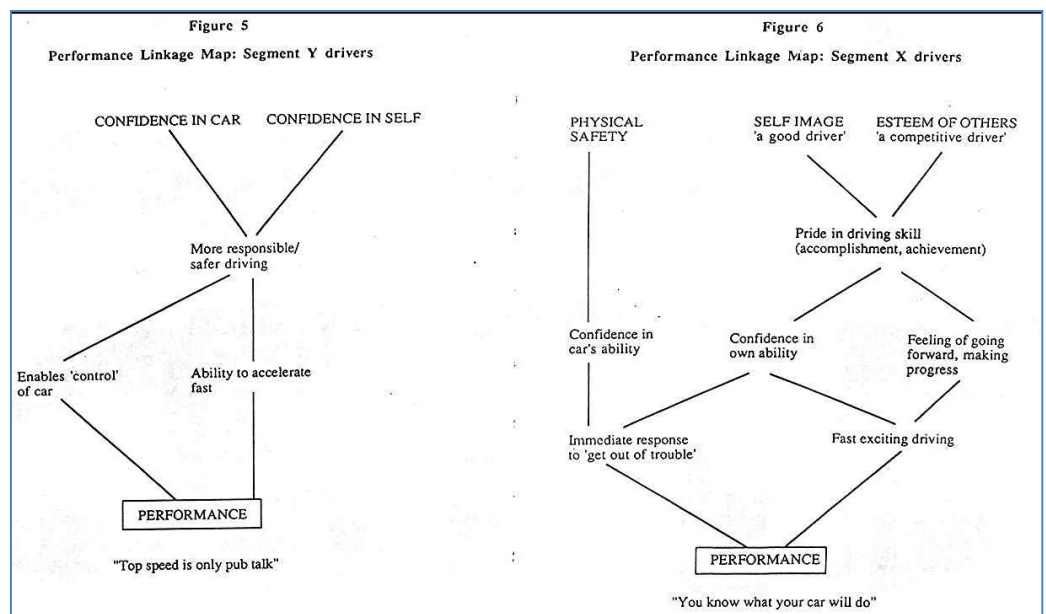 Figure 5
Performance Linkage Map: Segment Y drivers
CONFIDENCE IN CAR
CONFIDENCE IN SELF
More responsible/
safer driving
Enables 'control'
of car
Ability to accelerate
fast
PERFORMANCE
"Top speed is only pub talk"
Figure 6
Performance Linkage Map: Segment X drivers
PHYSICAL
SAFETY
SELF IMAGE
'a good driver'
ESTEEM OF OTHERS
'a competitive driver'
Pride in driving skill
(accomplishment, achievement)
Confidence in
car's ability
Confidence in
own ability
Feeling of going
forward, making
progress
Immediate response
to 'get out of trouble'
Fast exciting driving
PERFORMANCE
"You know what your car will do"